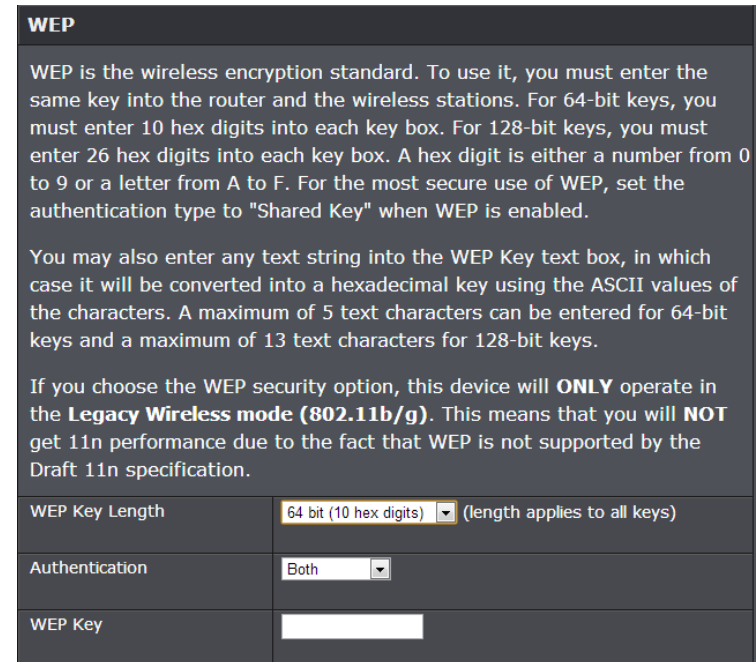 WEP
WEP is the wireless encryption standard. To use it, you must enter the
same key into the router and the wireless stations. For 64-bit keys, you
must enter 10 hex digits into each key box. For 128-bit keys, you must
enter 26 hex digits into each key box. A hex digit is either a number from 0
to 9 or a letter from A to F. For the most secure use of WEP, set the
authentication type to "Shared Key" when WEP is enabled.
You may also enter any text string into the WEP Key text box, in which
case it will be converted into a hexadecimal key using the ASCII values of
the characters. A maximum of 5 text characters can be entered for 64-bit
keys and a maximum of 13 text characters for 128-bit keys.
If you choose the WEP security option, this device will ONLY operate in
the Legacy Wireless mode (802.11b/g). This means that you will NOT
get 11n performance due to the fact that WEP is not supported by the
Draft 11n specification.
WEP Key Length 64 bit (10 hex digits) (length applies to all keys)
Authentication Both
WEP Key